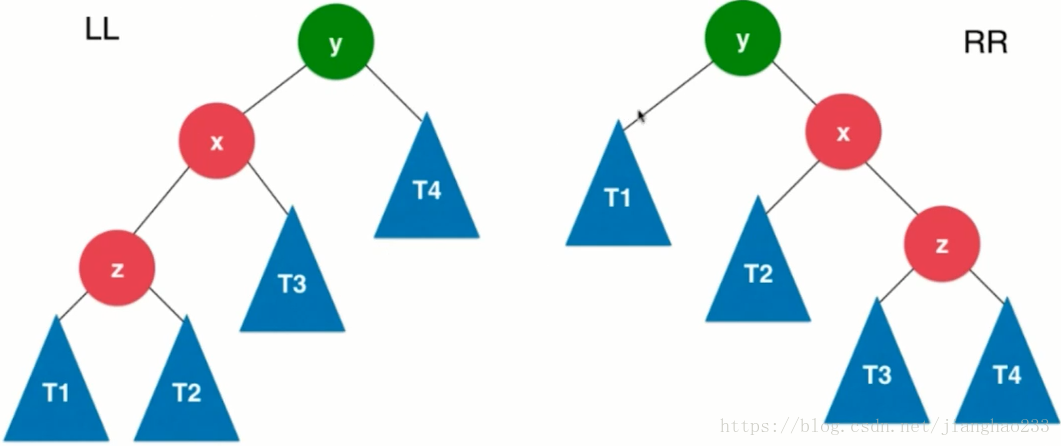 LL
y
x
T4
z
T3
T1
T2
RR
y
x
T1
T2
z
T3
T4
https://blog.csdn.net/jianghao233